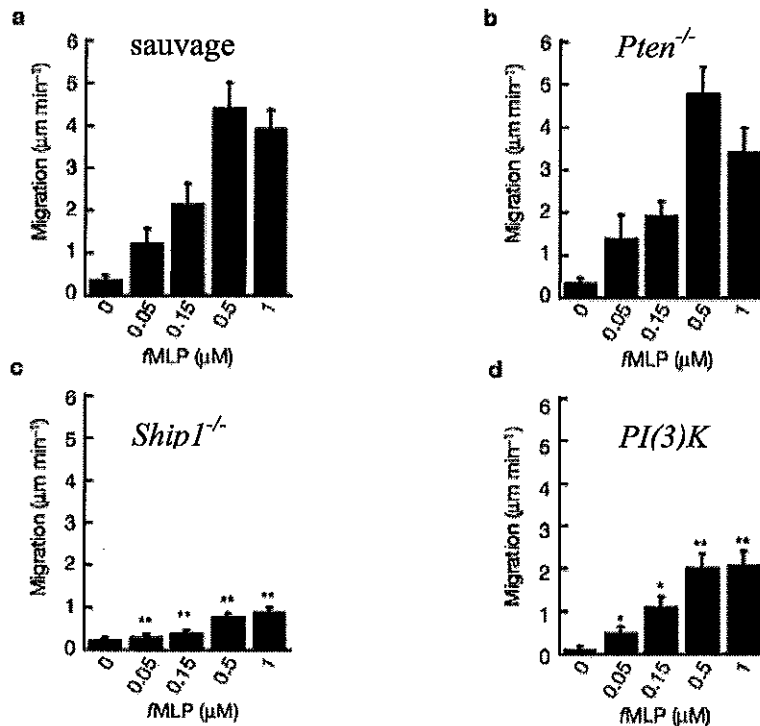 a
sauvage
Migration (µm min⁻¹)
6
5
4
3
2
1
0
0
0.05
0.15
0.5
1
fMLP (µM)
b
Pten⁻/⁻
Migration (µm min⁻¹)
6
5
4
3
2
1
0
0
0.05
0.15
0.5
1
fMLP (µM)
c
Ship1⁻/⁻
Migration (µm min⁻¹)
6
5
4
3
2
1
0
** ** ** **
0
0.05
0.15
0.5
1
fMLP (µM)
d
PI(3)K
Migration (µm min⁻¹)
6
5
4
3
2
1
0
* * ** **
0
0.05
0.15
0.5
1
fMLP (µM)